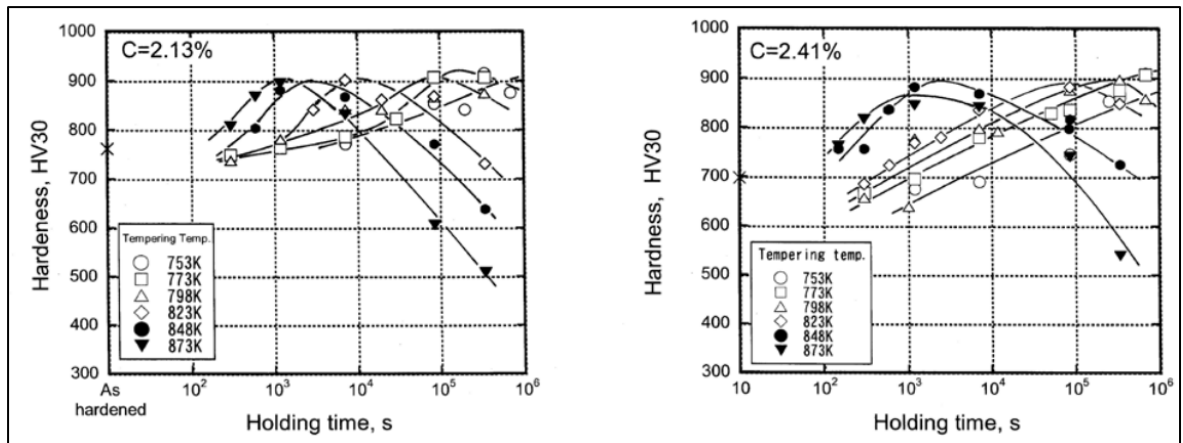 1000
C=2.13%
900
800
700
600
500
400
300
Hardeness, HV30
Tempering Temp.
753K
773K
798K
823K
848K
873K
As
hardened
10²
10³
10⁴
10⁵
10⁶
Holding time, s
1000
C=2.41%
900
800
700
600
500
400
300
Hardness, HV30
Tempering temp.
753K
773K
798K
823K
848K
873K
10
10²
10³
10⁴
10⁵
10⁶
Holding time, s